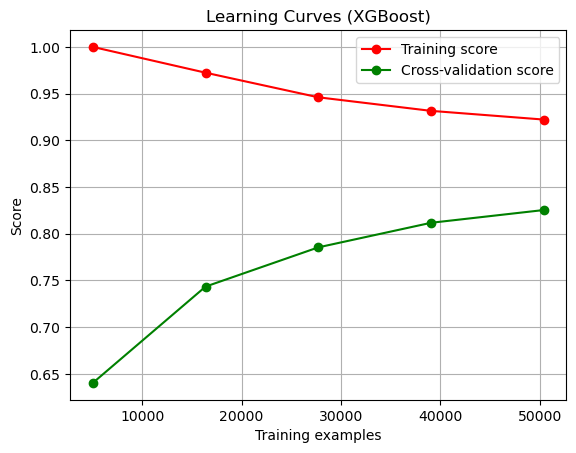 Learning Curves (XGBoost)
Training score
Cross-validation score
Score
1.00
0.95
0.90
0.85
0.80
0.75
0.70
0.65
10000 20000 30000 40000 50000
Training examples